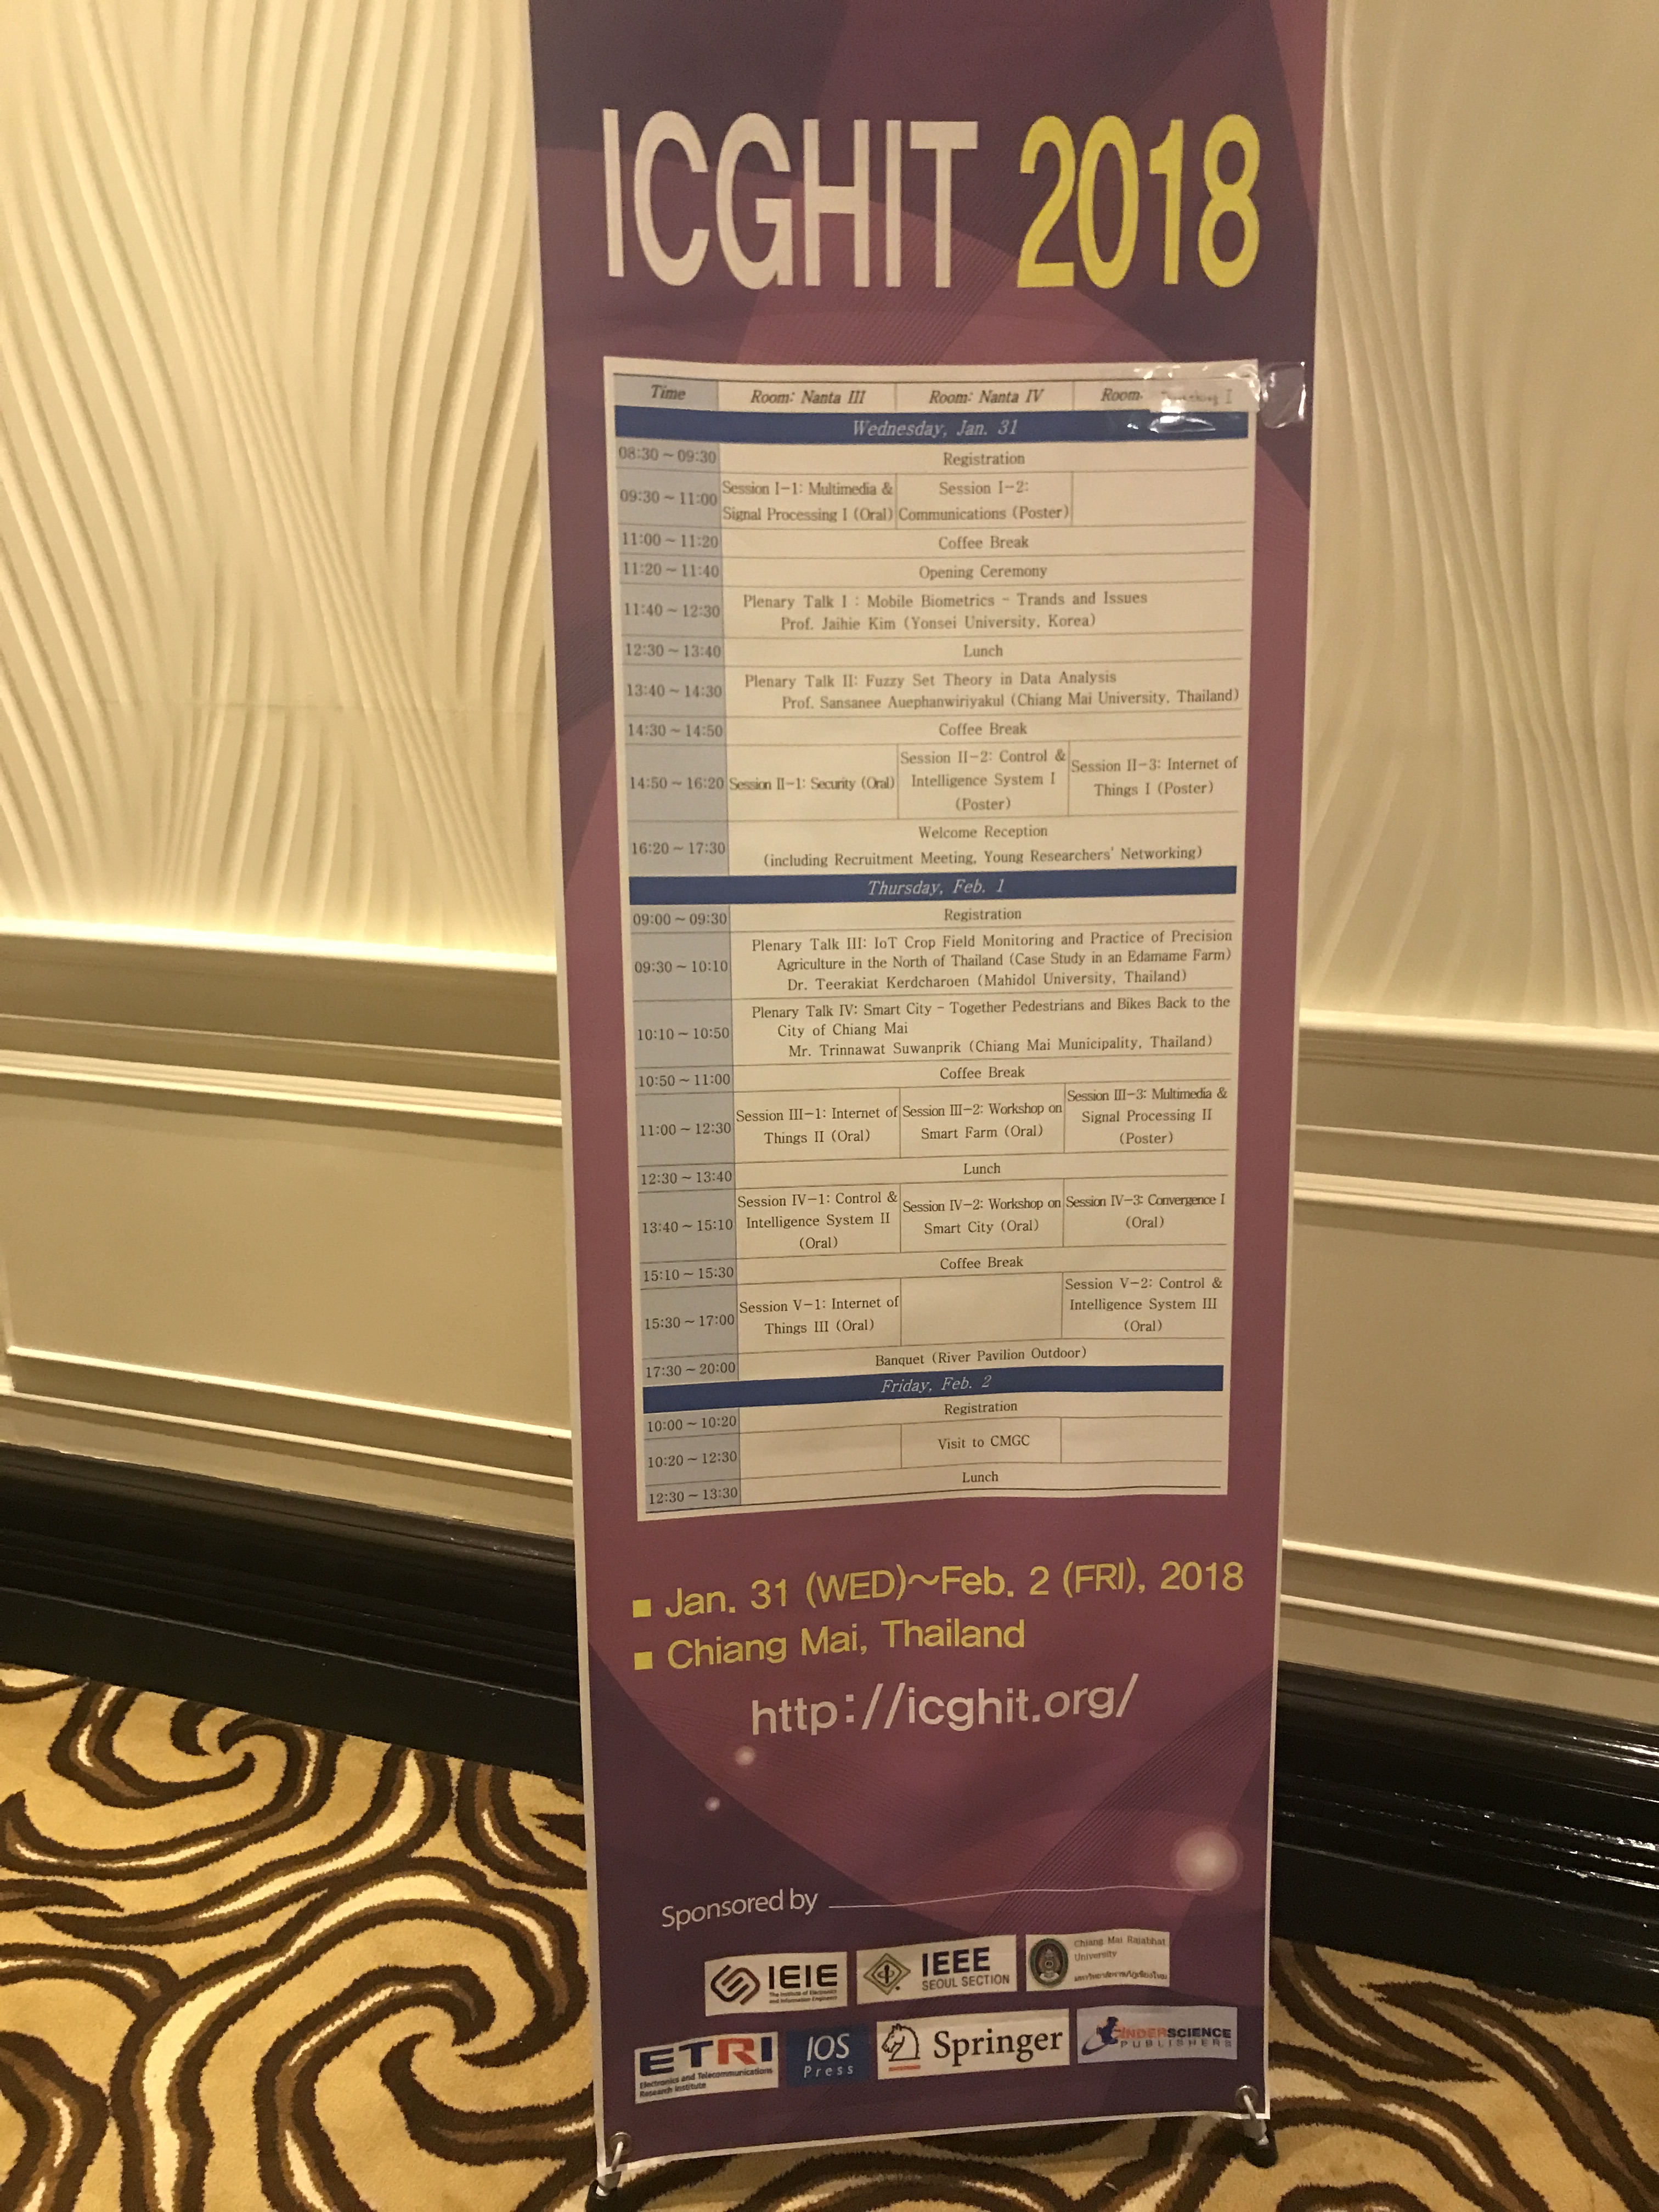 ICGHIT 2018
Time Room: Nanta III Room: Nanta IV Room: I
Wednesday, Jan. 31
08:30 ~ 09:30 Registration
09:30 ~ 11:00
Session I-1: Multimedia &
Signal Processing I (Oral)
Session I-2:
Communications (Poster)
11:00 ~ 11:20 Coffee Break
11:20 ~ 11:40 Opening Ceremony
11:40 ~ 12:30
Plenary Talk I : Mobile Biometrics - Trands and Issues
Prof. Jaihie Kim (Yonsei University, Korea)
12:30 ~ 13:40 Lunch
13:40 ~ 14:30
Plenary Talk II: Fuzzy Set Theory in Data Analysis
Prof. Sansanee Auephanwiriyakul (Chiang Mai University, Thailand)
14:30 ~ 14:50 Coffee Break
14:50 ~ 16:20
Session II-1: Security (Oral)
Session II-2: Control &
Intelligence System I
(Poster)
Session II-3: Internet of
Things I (Poster)
16:20 ~ 17:30
Welcome Reception
(including Recruitment Meeting, Young Researchers' Networking)
Thursday, Feb. 1
09:00 ~ 09:30 Registration
09:30 ~ 10:10
Plenary Talk III: IoT Crop Field Monitoring and Practice of Precision
Agriculture in the North of Thailand (Case Study in an Edamame Farm)
Dr. Teerakiat Kerdcharoen (Mahidol University, Thailand)
10:10 ~ 10:50
Plenary Talk IV: Smart City - Together Pedestrians and Bikes Back to the
City of Chiang Mai
Mr. Trinnawat Suwanprik (Chiang Mai Municipality, Thailand)
10:50 ~ 11:00 Coffee Break
11:00 ~ 12:30
Session III-1: Internet of
Things II (Oral)
Session III-2: Workshop on
Smart Farm (Oral)
Session III-3: Multimedia &
Signal Processing II
(Poster)
12:30 ~ 13:40 Lunch
13:40 ~ 15:10
Session IV-1: Control &
Intelligence System II
(Oral)
Session IV-2: Workshop on
Smart City (Oral)
Session IV-3: Convergence I
(Oral)
15:10 ~ 15:30 Coffee Break
15:30 ~ 17:00
Session V-1: Internet of
Things III (Oral)
Session V-2: Control &
Intelligence System III
(Oral)
17:30 ~ 20:00 Banquet (River Pavilion Outdoor)
Friday, Feb. 2
10:00 ~ 10:20 Registration
10:20 ~ 12:30 Visit to CMGC
12:30 ~ 13:30 Lunch
■ Jan. 31 (WED)~Feb. 2 (FRI), 2018
■ Chiang Mai, Thailand
http://icghit.org/
Sponsored by
IEIE
The Institute of Electronics
and Information Engineers
IEEE
SEOUL SECTION
Chiang Mai Rajabhat
University
ETRI
Electronics and Telecommunications
Research Institute
IOS
Press
Springer
INDERSCIENCE
PUBLISHERS